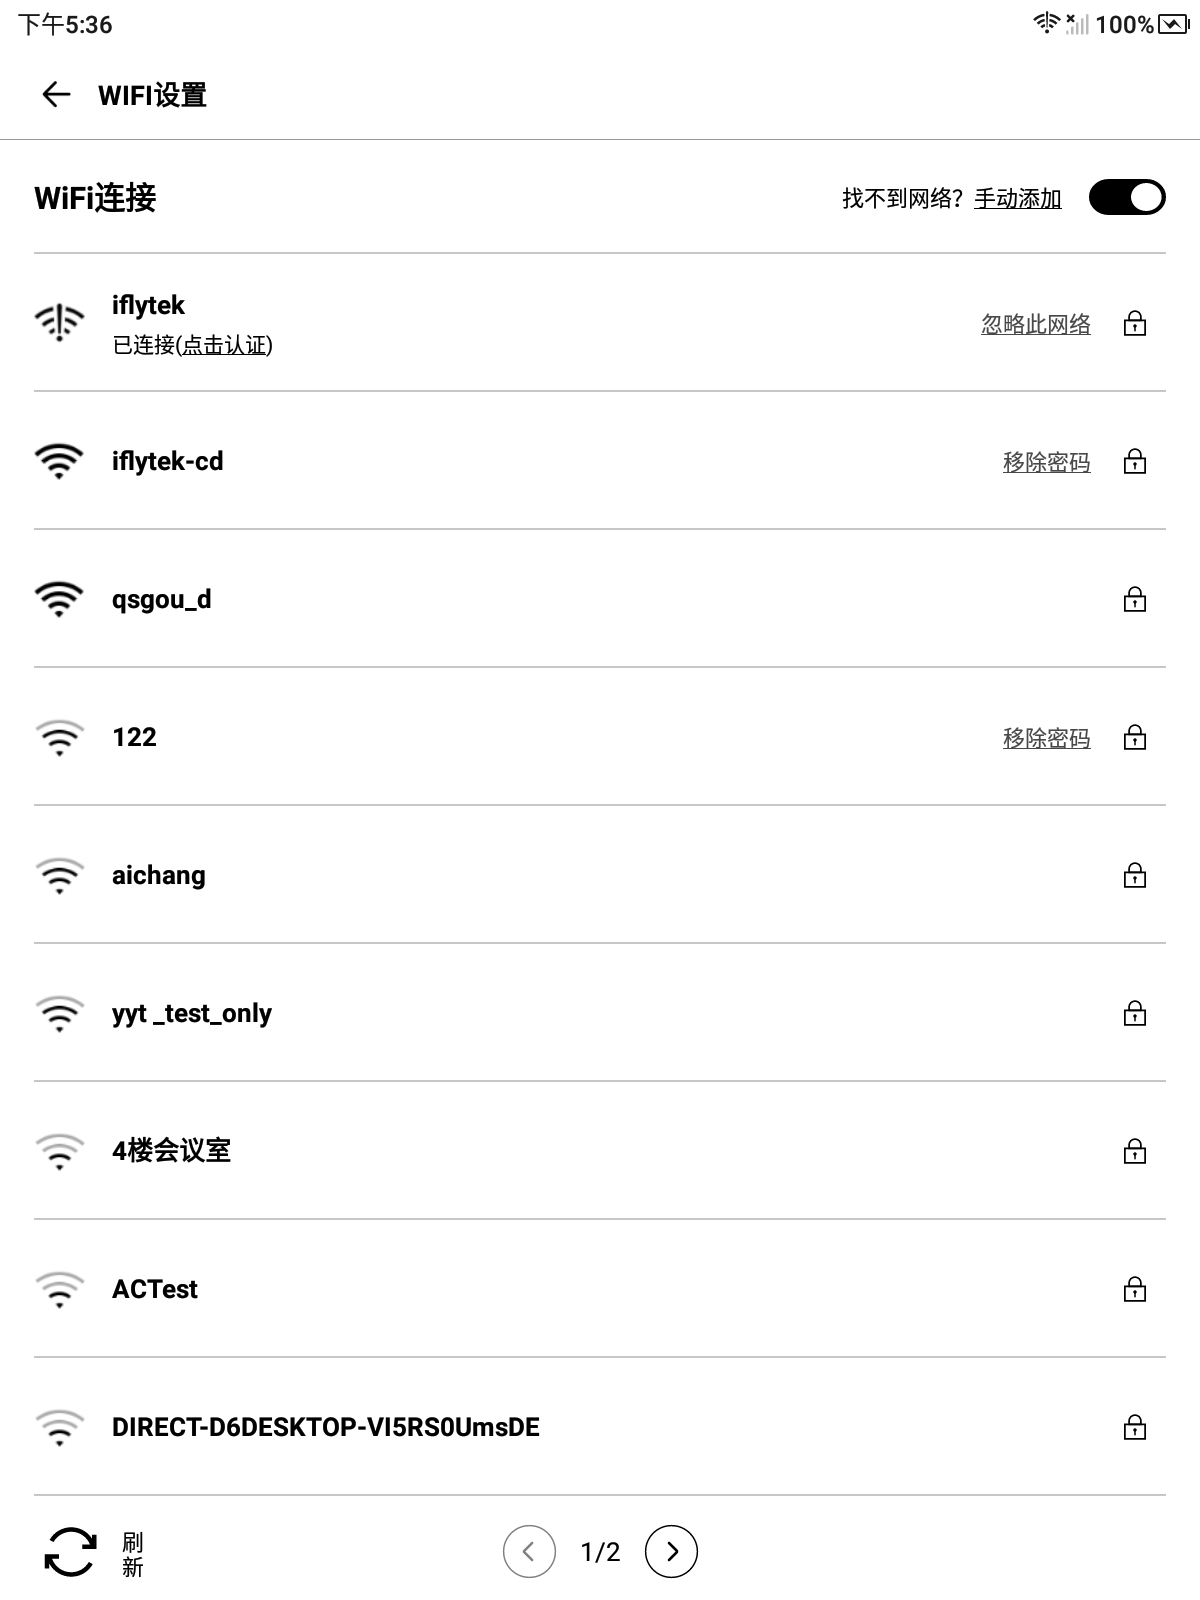 下午5:36
100%
WIFI设置
WiFi连接
找不到网络？手动添加
iflytek
已连接(点击认证)
忽略此网络
iflytek-cd
移除密码
qsgou_d
122
移除密码
aichang
yyt _test_only
4楼会议室
ACTest
DIRECT-D6DESKTOP-VI5RS0UmsDE
刷
新
1/2